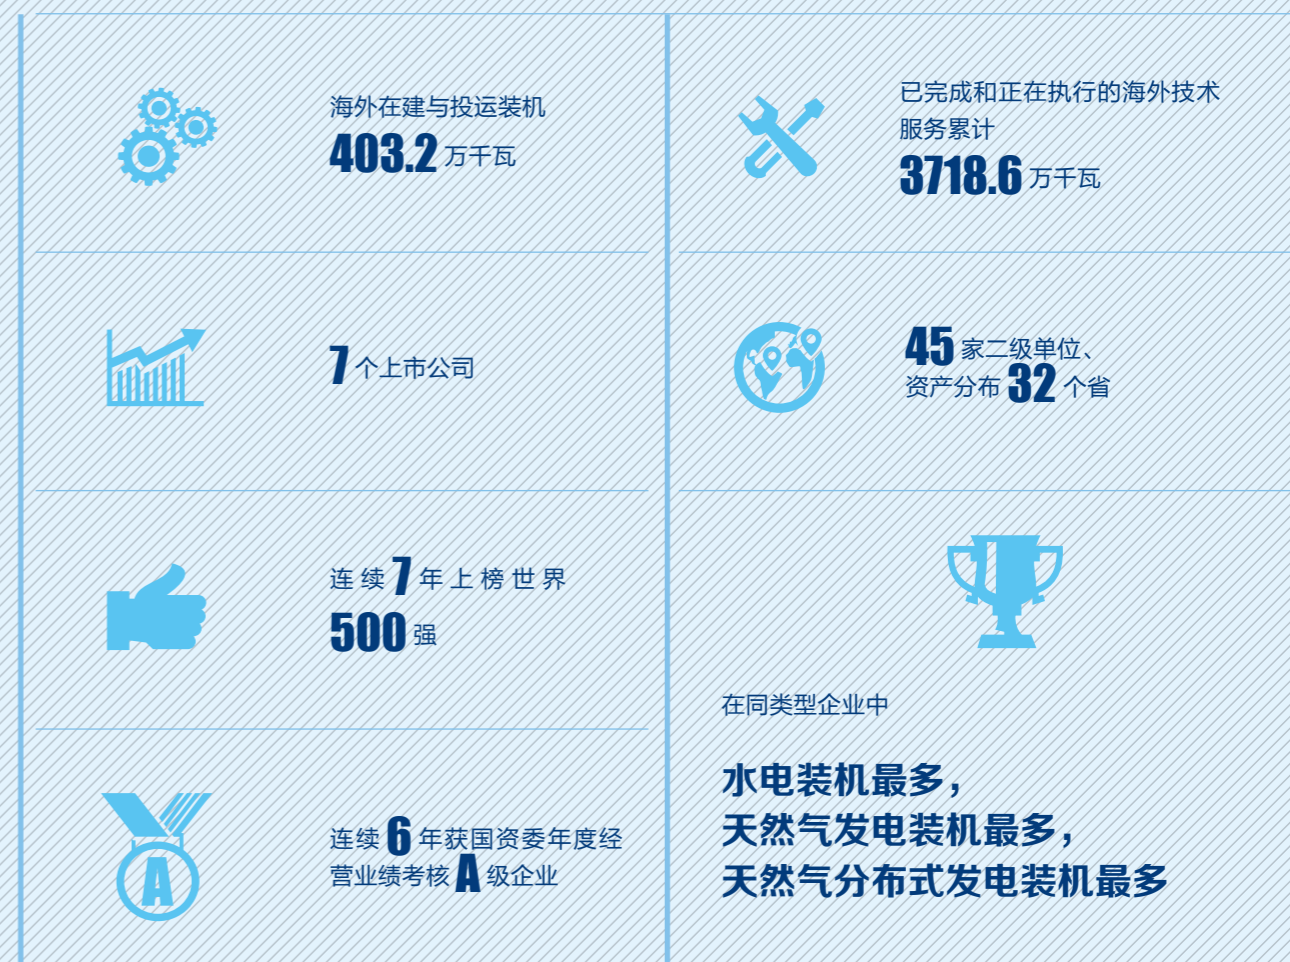 海外在建与投运装机
403.2 万千瓦
已完成和正在执行的海外技术
服务累计
3718.6 万千瓦
7 个上市公司
45 家二级单位、
资产分布 32 个省
连续 7 年上榜世界
500 强
连续 6 年获国资委年度经
营业绩考核 A 级企业
A
在同类型企业中
水电装机最多，
天然气发电装机最多，
天然气分布式发电装机最多